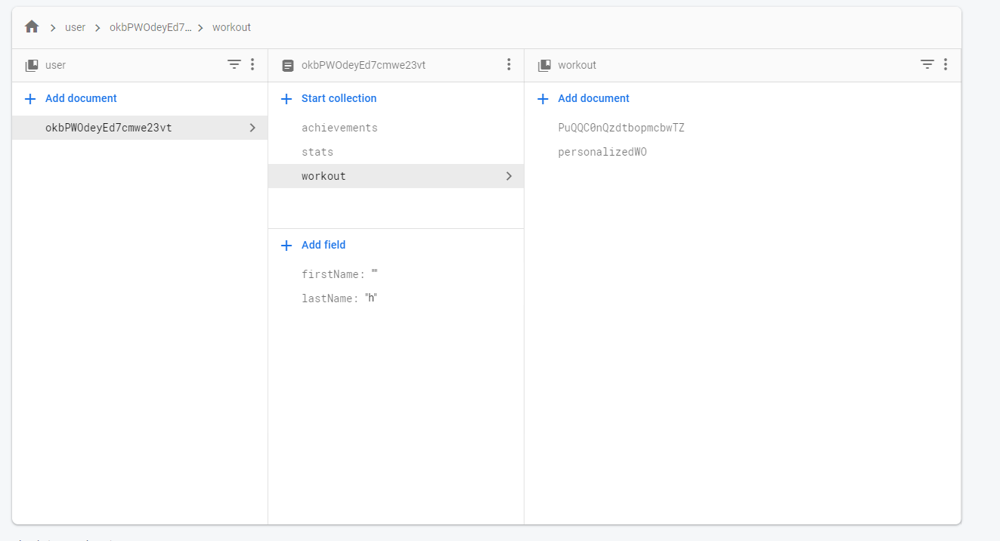 user okbPWOdeyEd7... workout
user
okbPWOdeyEd7cmwe23vt
workout
Add document
okbPWOdeyEd7cmwe23vt
Start collection
achievements
stats
workout
Add field
firstName: ""
lastName: "h"
Add document
PuQQC0nQzdtbopmcbwTZ
personalizedWO